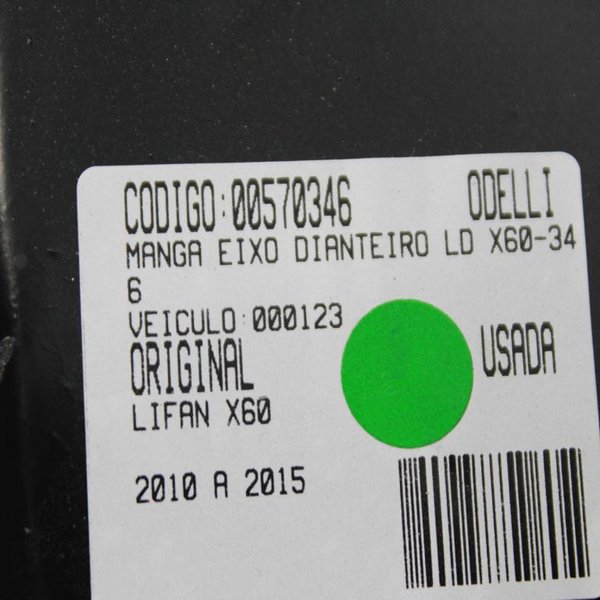 CODIGO:00570346 ODELLI
MANGA EIXO DIANTEIRO LD X60-34
6
VEICULO:000123
ORIGINAL USADA
LIFAN X60
2010 A 2015